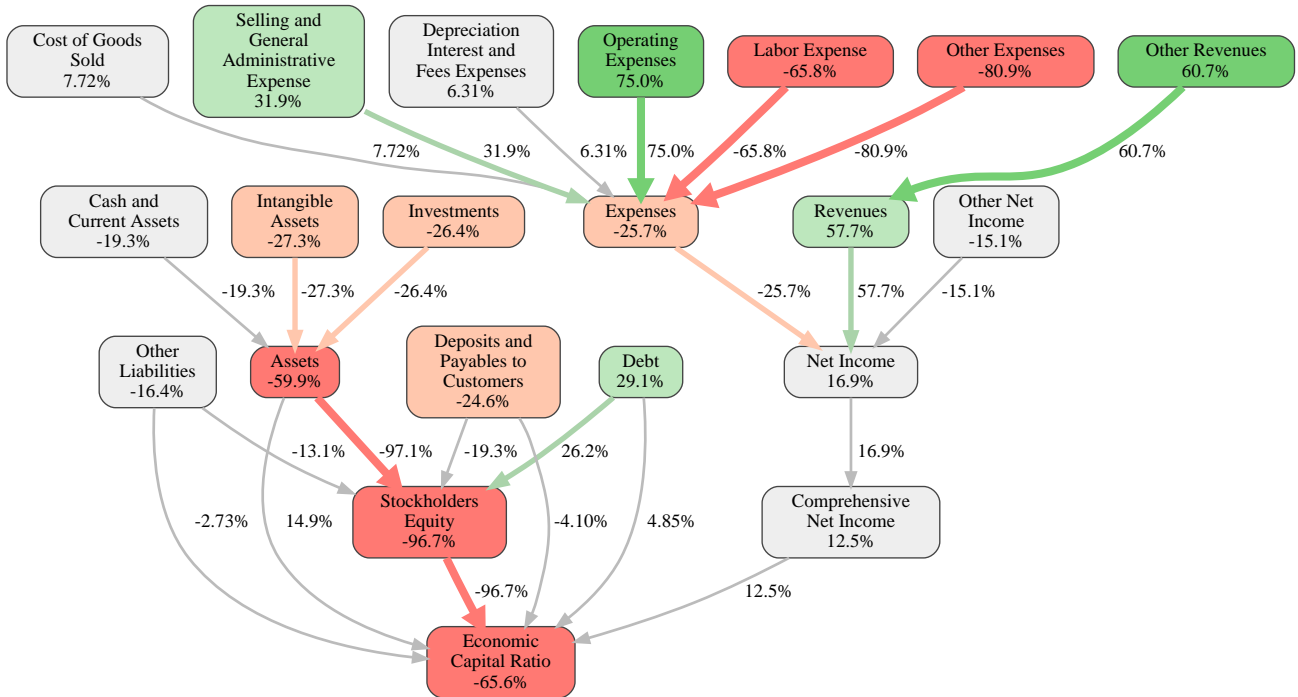 Cost of Goods
Sold
7.72%
Selling and
General
Administrative
Expense
31.9%
Depreciation
Interest and
Fees Expenses
6.31%
Operating
Expenses
75.0%
Labor Expense
-65.8%
Other Expenses
-80.9%
Other Revenues
60.7%
7.72%
31.9%
6.31%
75.0%
-65.8%
-80.9%
60.7%
Cash and
Current Assets
-19.3%
Intangible
Assets
-27.3%
Investments
-26.4%
Expenses
-25.7%
Revenues
57.7%
Other Net
Income
-15.1%
-19.3%
-27.3%
-26.4%
-25.7%
57.7%
-15.1%
Other
Liabilities
-16.4%
Assets
-59.9%
Deposits and
Payables to
Customers
-24.6%
Debt
29.1%
Net Income
16.9%
-13.1%
-97.1%
-19.3%
26.2%
16.9%
Stockholders
Equity
-96.7%
Comprehensive
Net Income
12.5%
-2.73%
14.9%
-4.10%
4.85%
-96.7%
12.5%
Economic
Capital Ratio
-65.6%